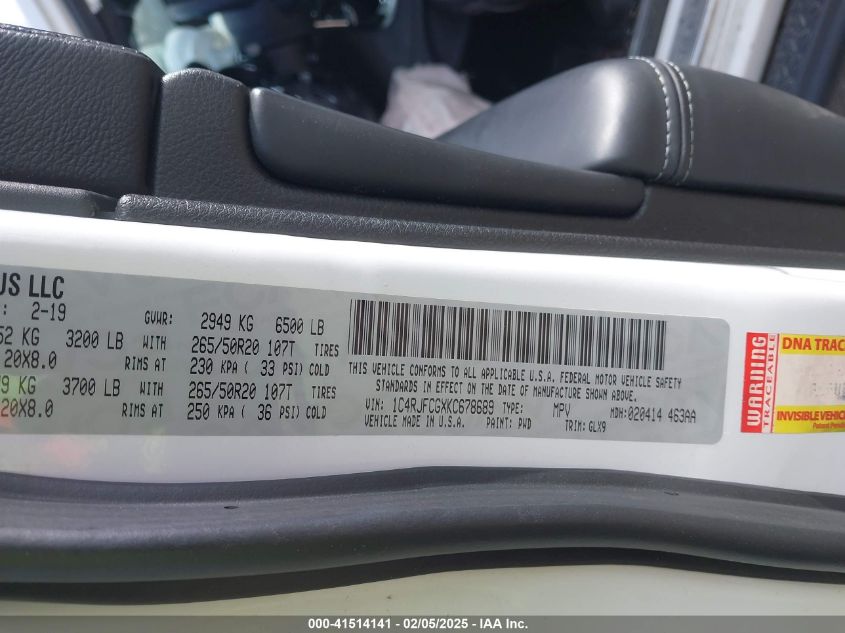 US LLC
: 2-19 GVWR: 2949 KG 6500 LB
52 KG 3200 LB WITH 265/50R20 107T TIRES
20X8.0 RIMS AT 230 KPA ( 33 PSI) COLD
9 KG 3700 LB WITH 265/50R20 107T TIRES
20X8.0 RIMS AT 250 KPA ( 36 PSI) COLD
THIS VEHICLE CONFORMS TO ALL APPLICABLE U.S.A. FEDERAL MOTOR VEHICLE SAFETY
STANDARDS IN EFFECT ON THE DATE OF MANUFACTURE SHOWN ABOVE.
VIN: 1C4RJFCGXKC678689 TYPE: MPV MDH:020414 463AA
VEHICLE MADE IN U.S.A. PAINT: PWD TRIM: GLX9
WARNING
TRACEABLE
DNA TRAC
INVISIBLE VEHIC
Patent Pendi
000-41514141 - 02/05/2025 - IAA Inc.